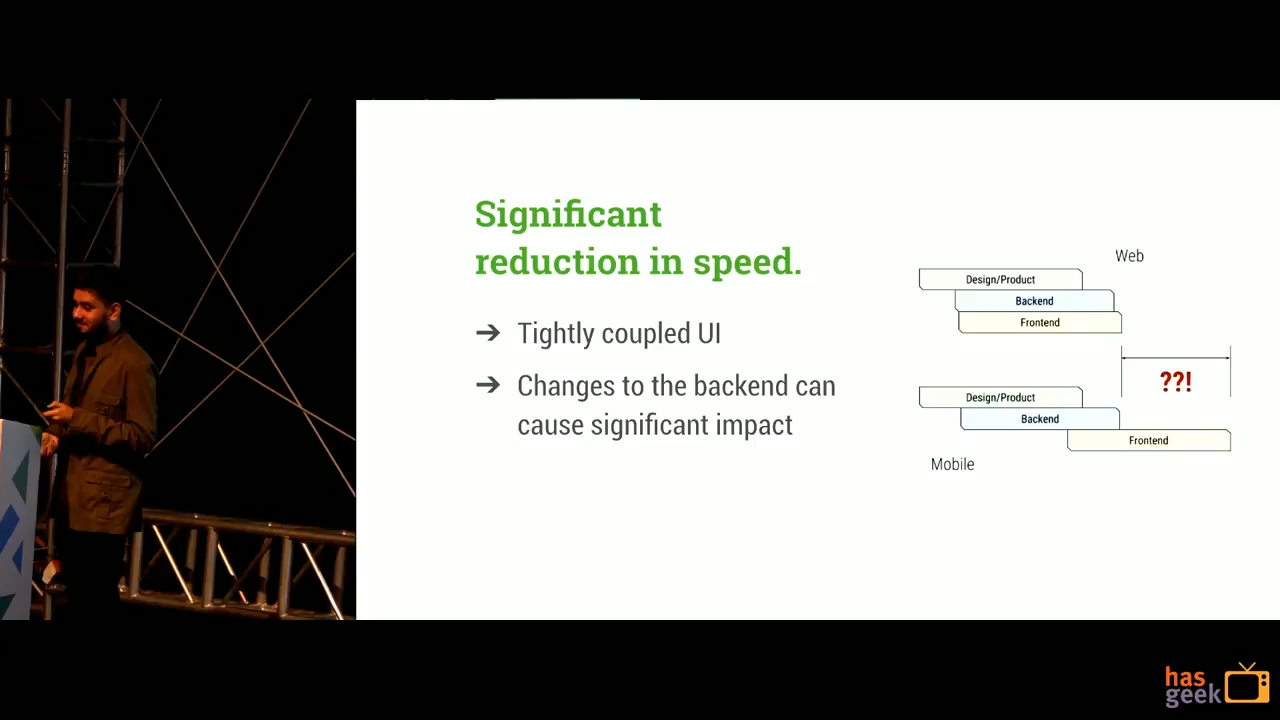 Significant
reduction in speed.
➔ Tightly coupled UI
➔ Changes to the backend can
cause significant impact
Web
Design/Product
Backend
Frontend
??!
Design/Product
Backend
Frontend
Mobile
has
geek